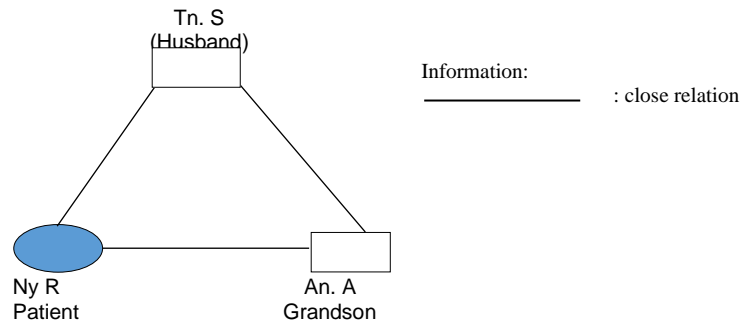 Tn. S
(Husband)
Information:
: close relation
Ny R
Patient
An. A
Grandson